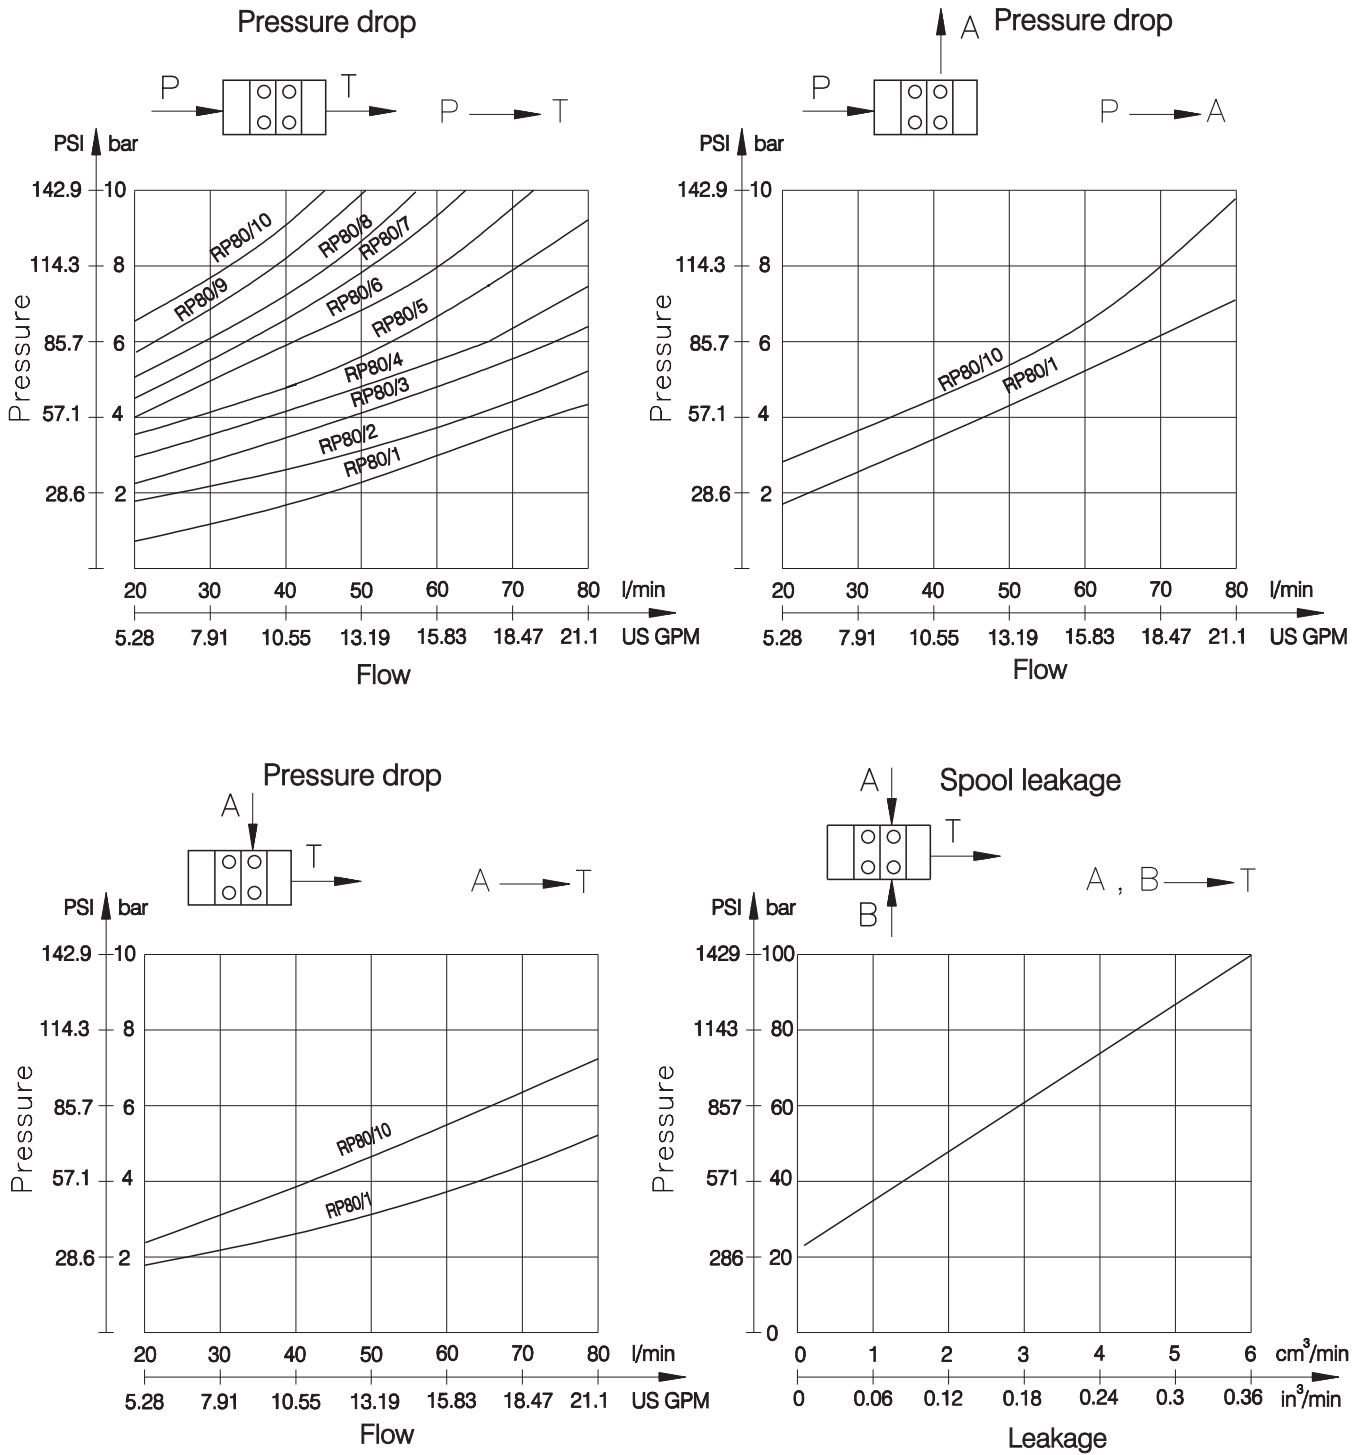 Pressure drop
P T P T
PSI bar
142.9 10
114.3 8
85.7 6
57.1 4
28.6 2
Pressure
RP80/10
RP80/9
RP80/8
RP80/7
RP80/6
RP80/5
RP80/4
RP80/3
RP80/2
RP80/1
20 30 40 50 60 70 80 l/min
5.28 7.91 10.55 13.19 15.83 18.47 21.1 US GPM
Flow
A Pressure drop
P P A
PSI bar
142.9 10
114.3 8
85.7 6
57.1 4
28.6 2
Pressure
RP80/10
RP80/1
20 30 40 50 60 70 80 l/min
5.28 7.91 10.55 13.19 15.83 18.47 21.1 US GPM
Flow
Pressure drop
A
T A T
PSI bar
142.9 10
114.3 8
85.7 6
57.1 4
28.6 2
Pressure
RP80/10
RP80/1
20 30 40 50 60 70 80 l/min
5.28 7.91 10.55 13.19 15.83 18.47 21.1 US GPM
Flow
A Spool leakage
T
A , B T
B
PSI bar
1429 100
1143 80
857 60
571 40
286 20
0
Pressure
0 1 2 3 4 5 6 cm³/min
0 0.06 0.12 0.18 0.24 0.3 0.36 in³/min
Leakage